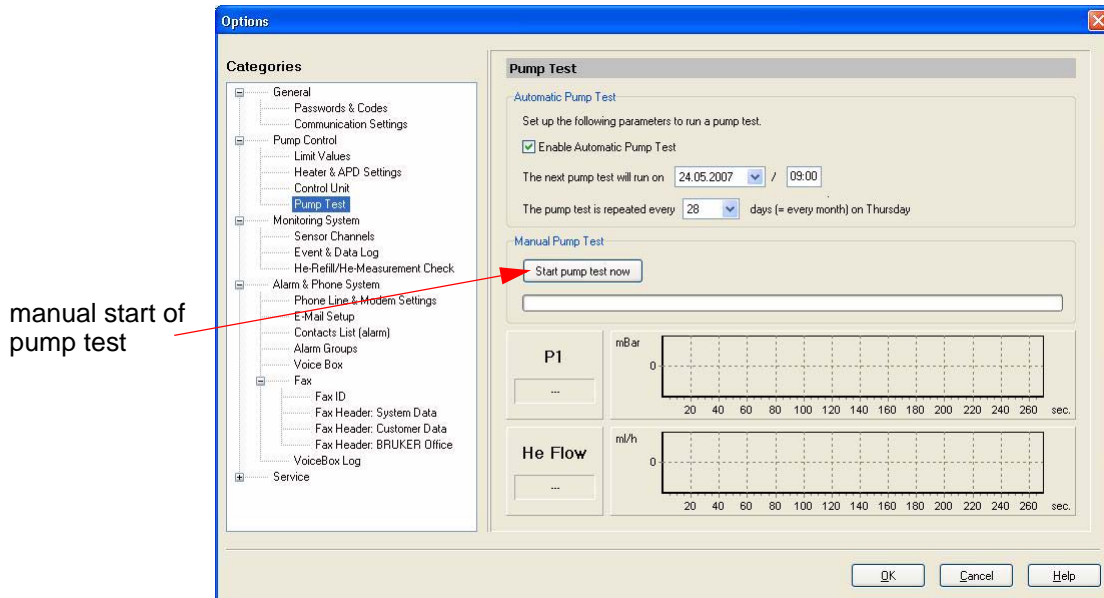 Options
Categories
General
Passwords & Codes
Communication Settings
Pump Control
Limit Values
Heater & APD Settings
Control Unit
Pump Test
Monitoring System
Sensor Channels
Event & Data Log
He-Refill/He-Measurement Check
Alarm & Phone System
Phone Line & Modem Settings
E-Mail Setup
Contacts List (alarm)
Alarm Groups
Voice Box
Fax
Fax ID
Fax Header: System Data
Fax Header: Customer Data
Fax Header: BRUKER Office
VoiceBox Log
Service
manual start of
pump test
Pump Test
Automatic Pump Test
Set up the following parameters to run a pump test.
Enable Automatic Pump Test
The next pump test will run on 24.05.2007 / 09:00
The pump test is repeated every 28 days (= every month) on Thursday
Manual Pump Test
Start pump test now
P1
---
mBar
0
20 40 60 80 100 120 140 160 180 200 220 240 260 sec.
He Flow
---
ml/h
0
20 40 60 80 100 120 140 160 180 200 220 240 260 sec.
OK Cancel Help